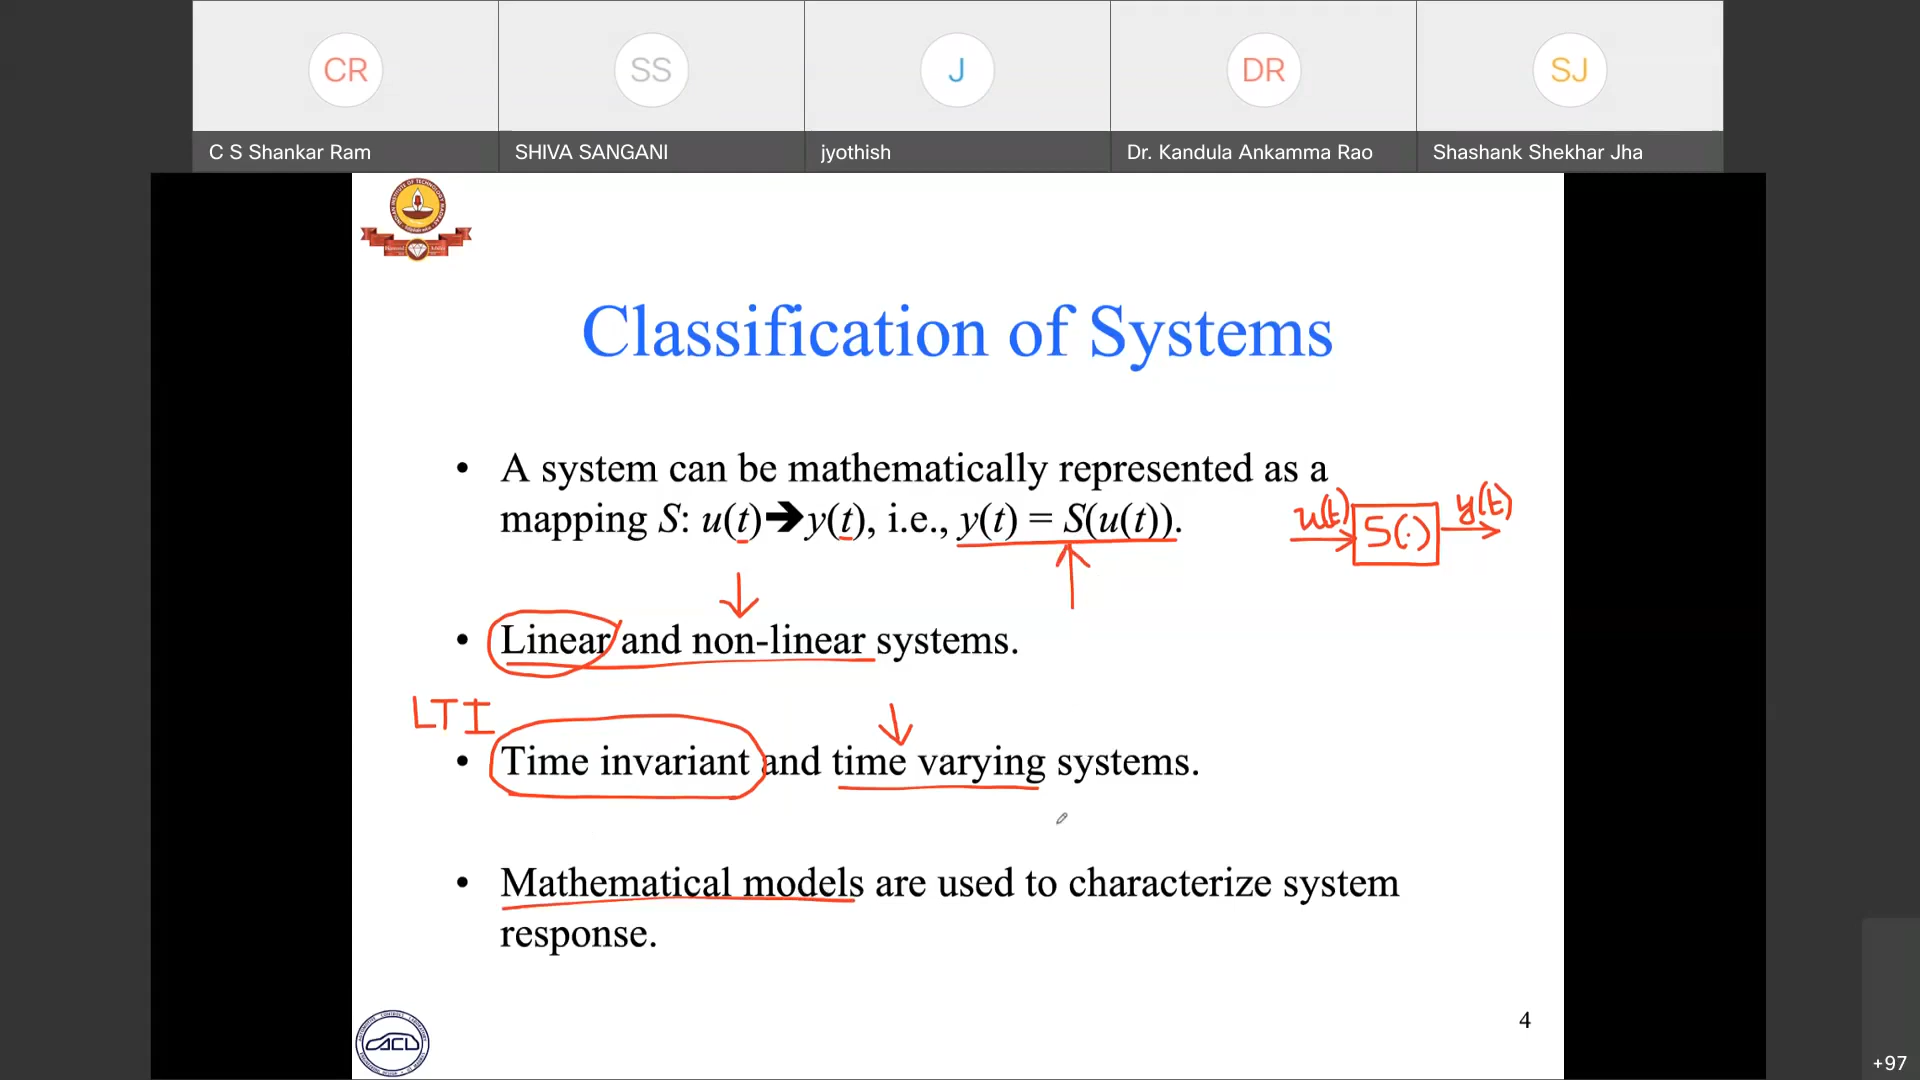 CR SS J DR SJ
C S Shankar Ram SHIVA SANGANI jyothish Dr. Kandula Ankamma Rao Shashank Shekhar Jha
Classification of Systems
• A system can be mathematically represented as a
mapping S: u(t)➔y(t), i.e., y(t) = S(u(t)).
u(t) S(·) y(t)
• Linear and non-linear systems.
LTI
• Time invariant and time varying systems.
• Mathematical models are used to characterize system
response.
4
ACL
+97